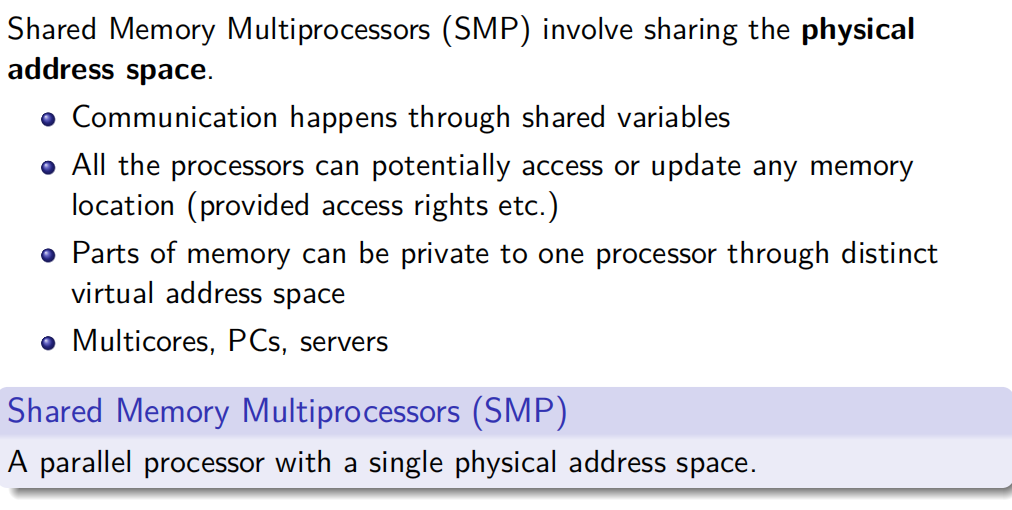 Shared Memory Multiprocessors (SMP) involve sharing the physical
address space.
Communication happens through shared variables
All the processors can potentially access or update any memory
location (provided access rights etc.)
Parts of memory can be private to one processor through distinct
virtual address space
Multicores, PCs, servers
Shared Memory Multiprocessors (SMP)
A parallel processor with a single physical address space.